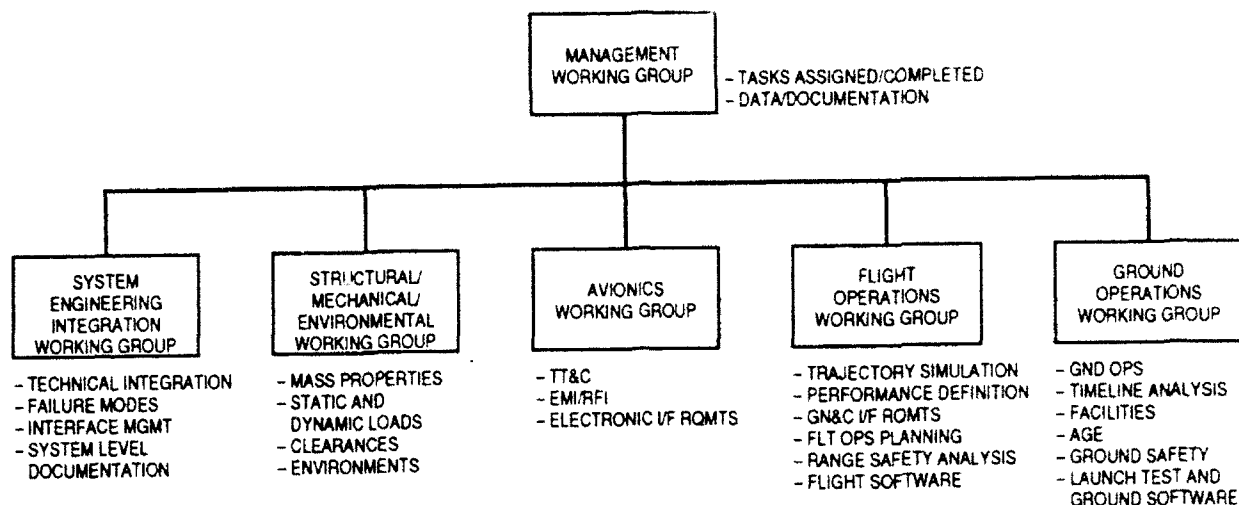 MANAGEMENT
WORKING GROUP
- TASKS ASSIGNED/COMPLETED
- DATA/DOCUMENTATION
SYSTEM
ENGINEERING
INTEGRATION
WORKING GROUP
- TECHNICAL INTEGRATION
- FAILURE MODES
- INTERFACE MGMT
- SYSTEM LEVEL
DOCUMENTATION
STRUCTURAL/
MECHANICAL/
ENVIRONMENTAL
WORKING GROUP
- MASS PROPERTIES
- STATIC AND
DYNAMIC LOADS
- CLEARANCES
- ENVIRONMENTS
AVIONICS
WORKING GROUP
- TT&C
- EMI/RFI
- ELECTRONIC I/F RQMTS
FLIGHT
OPERATIONS
WORKING GROUP
- TRAJECTORY SIMULATION
- PERFORMANCE DEFINITION
- GN&C I/F RQMTS
- FLT OPS PLANNING
- RANGE SAFETY ANALYSIS
- FLIGHT SOFTWARE
GROUND
OPERATIONS
WORKING GROUP
- GND OPS
- TIMELINE ANALYSIS
- FACILITIES
- AGE
- GROUND SAFETY
- LAUNCH TEST AND
GROUND SOFTWARE